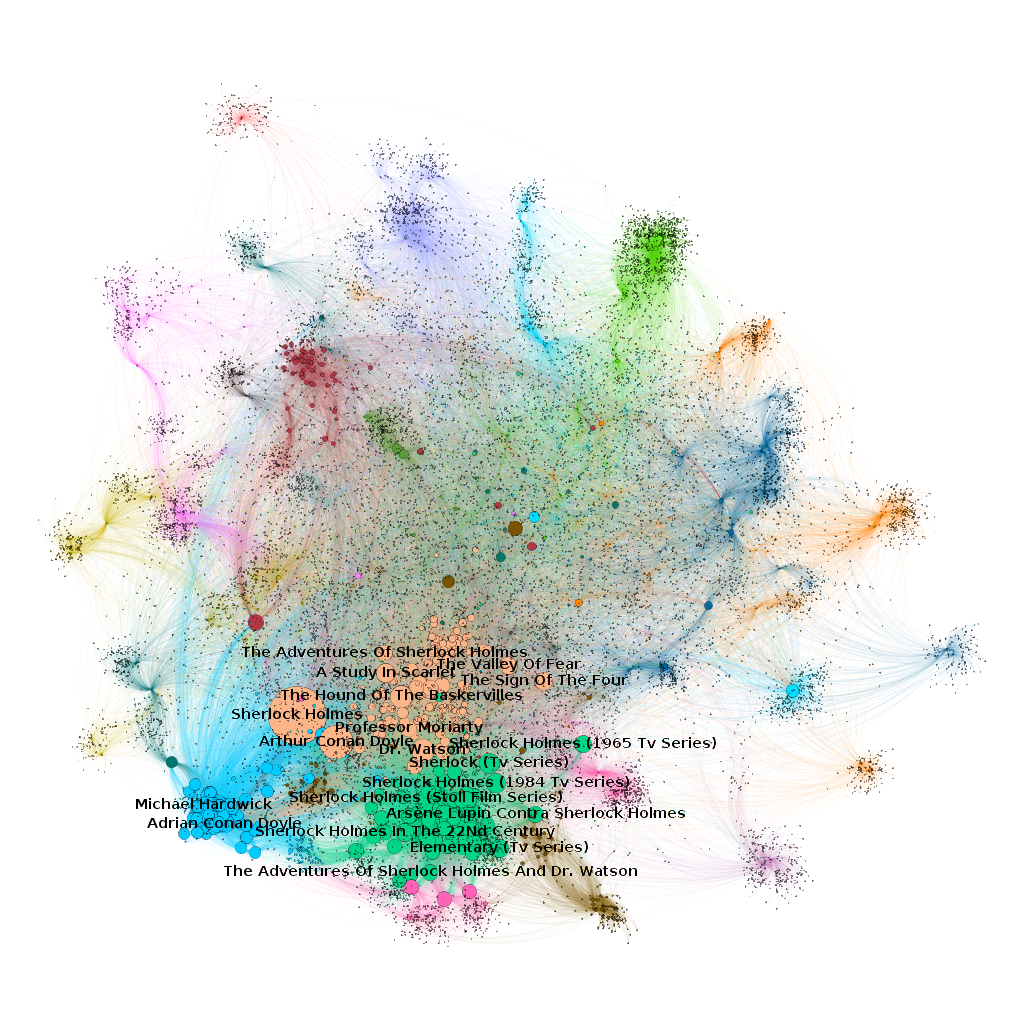 The Adventures Of Sherlock Holmes
The Valley Of Fear
A Study In Scarlet
The Sign Of The Four
The Hound Of The Baskervilles
Sherlock Holmes
Professor Moriarty
Arthur Conan Doyle
Sherlock Holmes (1965 Tv Series)
Dr. Watson
Sherlock (Tv Series)
Sherlock Holmes (1984 Tv Series)
Sherlock Holmes (Stoll Film Series)
Michael Hardwick
Arsène Lupin Contra Sherlock Holmes
Adrian Conan Doyle
Sherlock Holmes In The 22Nd Century
Elementary (Tv Series)
The Adventures Of Sherlock Holmes And Dr. Watson